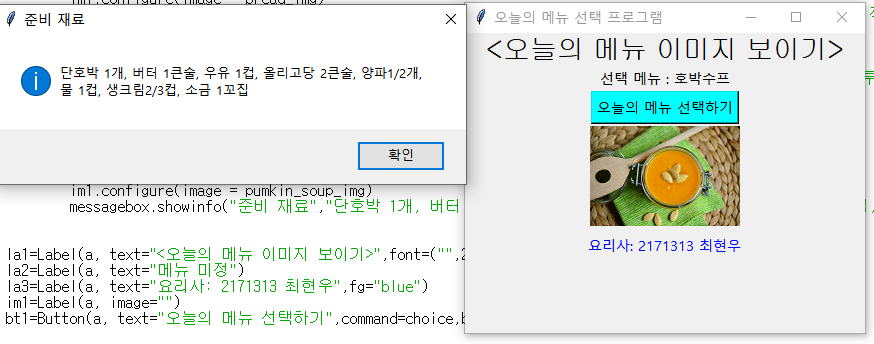 준비 재료
단호박 1개, 버터 1큰술, 우유 1컵, 올리고당 2큰술, 양파1/2개,
물 1컵, 생크림2/3컵, 소금 1꼬집
확인
오늘의 메뉴 선택 프로그램
<오늘의 메뉴 이미지 보이기>
선택 메뉴 : 호박수프
오늘의 메뉴 선택하기
요리사: 2171313 최현우
im1.configure(image = pumkin_soup_img)
messagebox.showinfo("준비 재료","단호박 1개, 버터
la1=Label(a, text="<오늘의 메뉴 이미지 보이기>",font=("",2
la2=Label(a, text="메뉴 미정")
la3=Label(a, text="요리사: 2171313 최현우",fg="blue")
im1=Label(a, image="")
bt1=Button(a, text="오늘의 메뉴 선택하기",command=choice,b